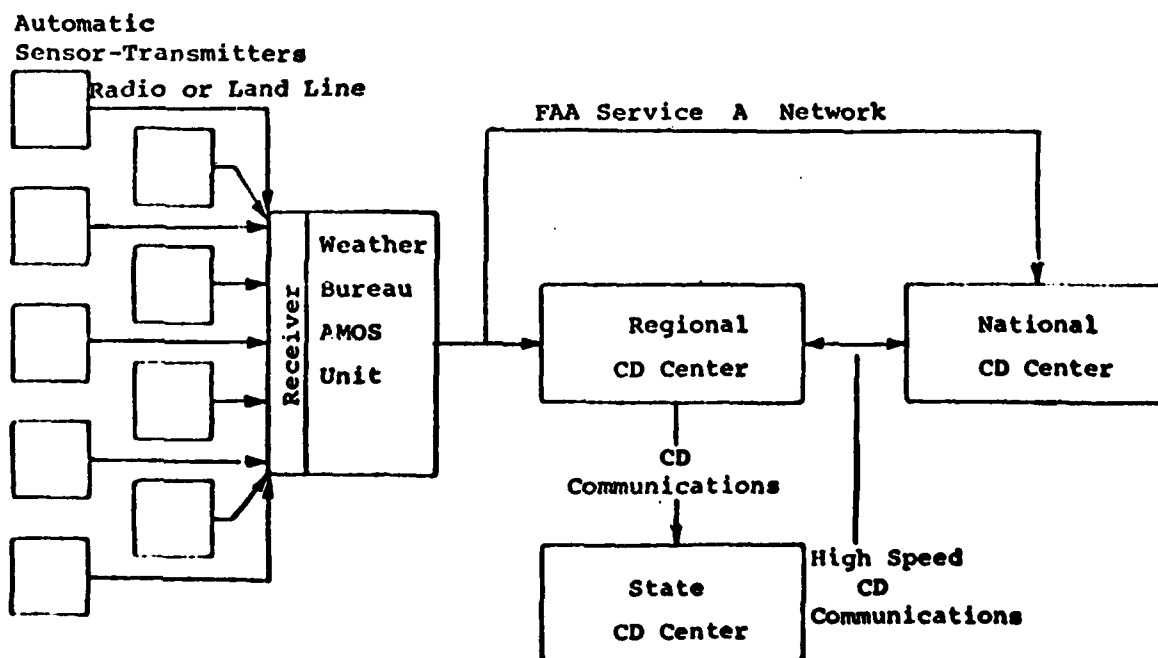 Automatic
Sensor-Transmitters
Radio or Land Line
FAA Service A Network
Receiver
Weather
Bureau
AMOS
Unit
Regional
CD Center
National
CD Center
CD
Communications
High Speed
CD
Communications
State
CD Center